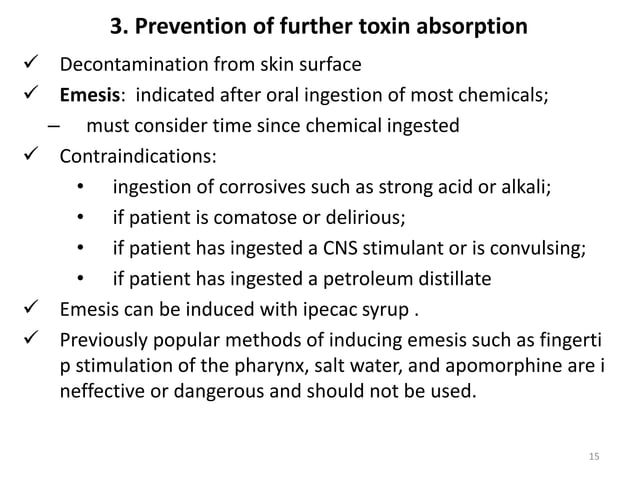 3. Prevention of further toxin absorption
✓ Decontamination from skin surface
✓ Emesis: indicated after oral ingestion of most chemicals;
– must consider time since chemical ingested
✓ Contraindications:
• ingestion of corrosives such as strong acid or alkali;
• if patient is comatose or delirious;
• if patient has ingested a CNS stimulant or is convulsing;
• if patient has ingested a petroleum distillate
✓ Emesis can be induced with ipecac syrup .
✓ Previously popular methods of inducing emesis such as fingerti
p stimulation of the pharynx, salt water, and apomorphine are i
neffective or dangerous and should not be used.
15